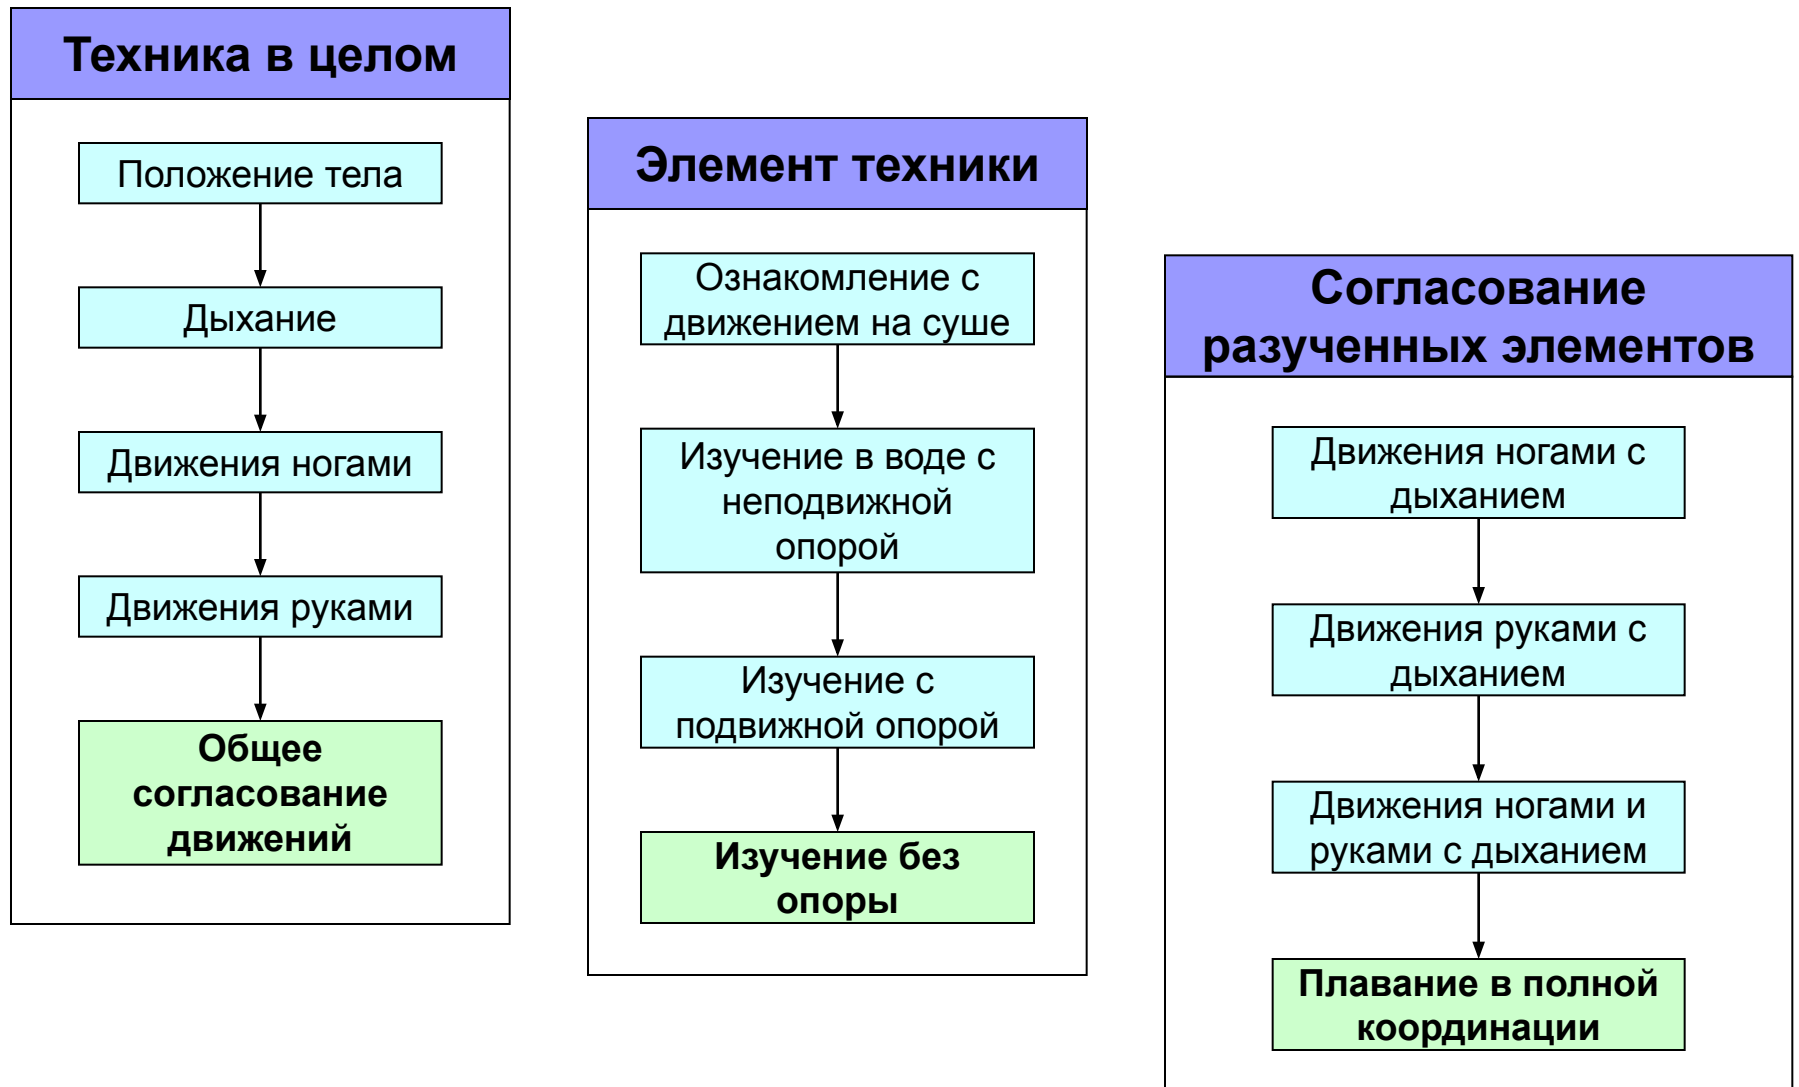 Техника в целом
Положение тела
Дыхание
Движения ногами
Движения руками
Общее
согласование
движений
Элемент техники
Ознакомление с
движением на суше
Изучение в воде с
неподвижной
опорой
Изучение с
подвижной опорой
Изучение без
опоры
Согласование
разученных элементов
Движения ногами с
дыханием
Движения руками с
дыханием
Движения ногами и
руками с дыханием
Плавание в полной
координации